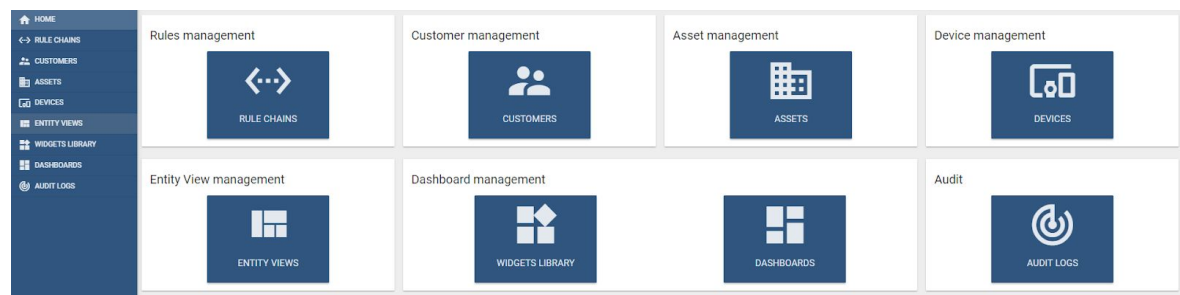 HOME
RULE CHAINS
CUSTOMERS
ASSETS
DEVICES
ENTITY VIEWS
WIDGETS LIBRARY
DASHBOARDS
AUDIT LOGS
Rules management
RULE CHAINS
Customer management
CUSTOMERS
Asset management
ASSETS
Device management
DEVICES
Entity View management
ENTITY VIEWS
Dashboard management
WIDGETS LIBRARY
DASHBOARDS
Audit
AUDIT LOGS